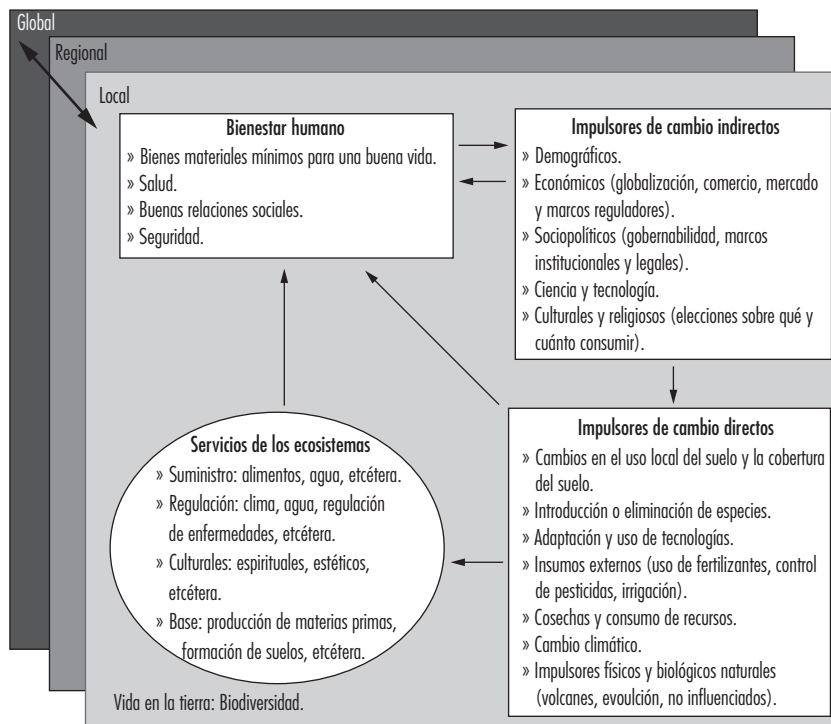 Global
Regional
Local
Bienestar humano
» Bienes materiales mínimos para una buena vida.
» Salud.
» Buenas relaciones sociales.
» Seguridad.
Impulsores de cambio indirectos
» Demográficos.
» Económicos (globalización, comercio, mercado
y marcos reguladores).
» Sociopolíticos (gobernabilidad, marcos
institucionales y legales).
» Ciencia y tecnología.
» Culturales y religiosos (elecciones sobre qué y
cuánto consumir).
Servicios de los ecosistemas
» Suministro: alimentos, agua, etcétera.
» Regulación: clima, agua, regulación
de enfermedades, etcétera.
» Culturales: espirituales, estéticos,
etcétera.
» Base: producción de materias primas,
formación de suelos, etcétera.
Impulsores de cambio directos
» Cambios en el uso local del suelo y la cobertura
del suelo.
» Introducción o eliminación de especies.
» Adaptación y uso de tecnologías.
» Insumos externos (uso de fertilizantes, control
de pesticidas, irrigación).
» Cosechas y consumo de recursos.
» Cambio climático.
» Impulsores físicos y biológicos naturales
(volcanes, evoulción, no influenciados).
Vida en la tierra: Biodiversidad.